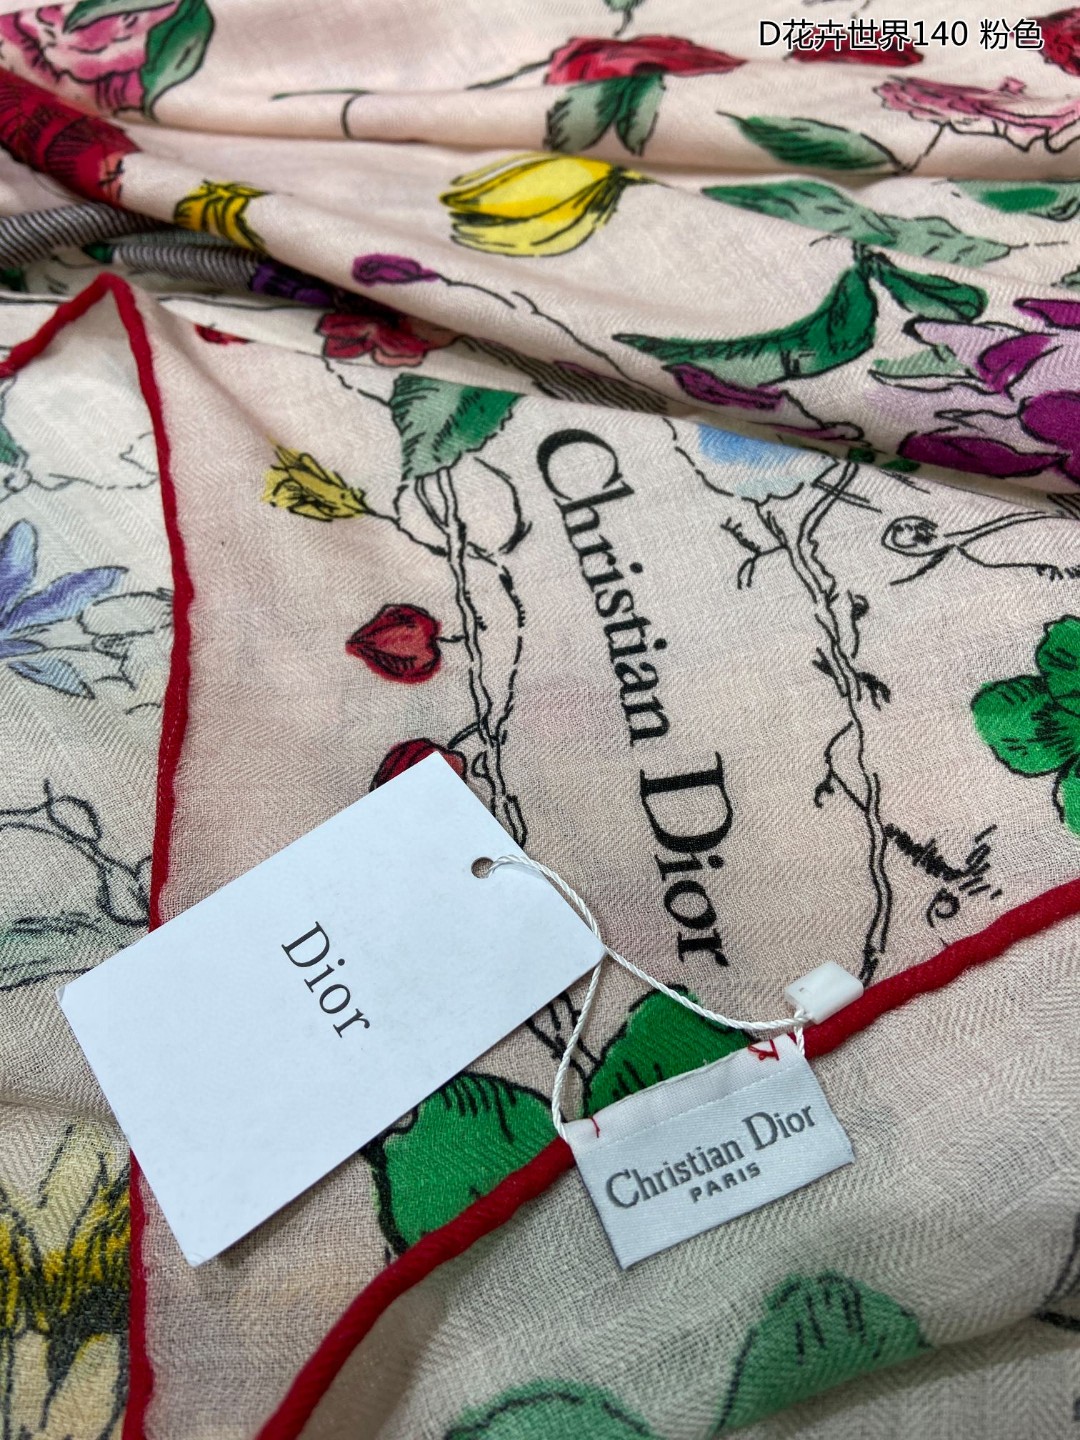 D花卉世界140 粉色
Christian Dior
Dior
Christian Dior
PARIS